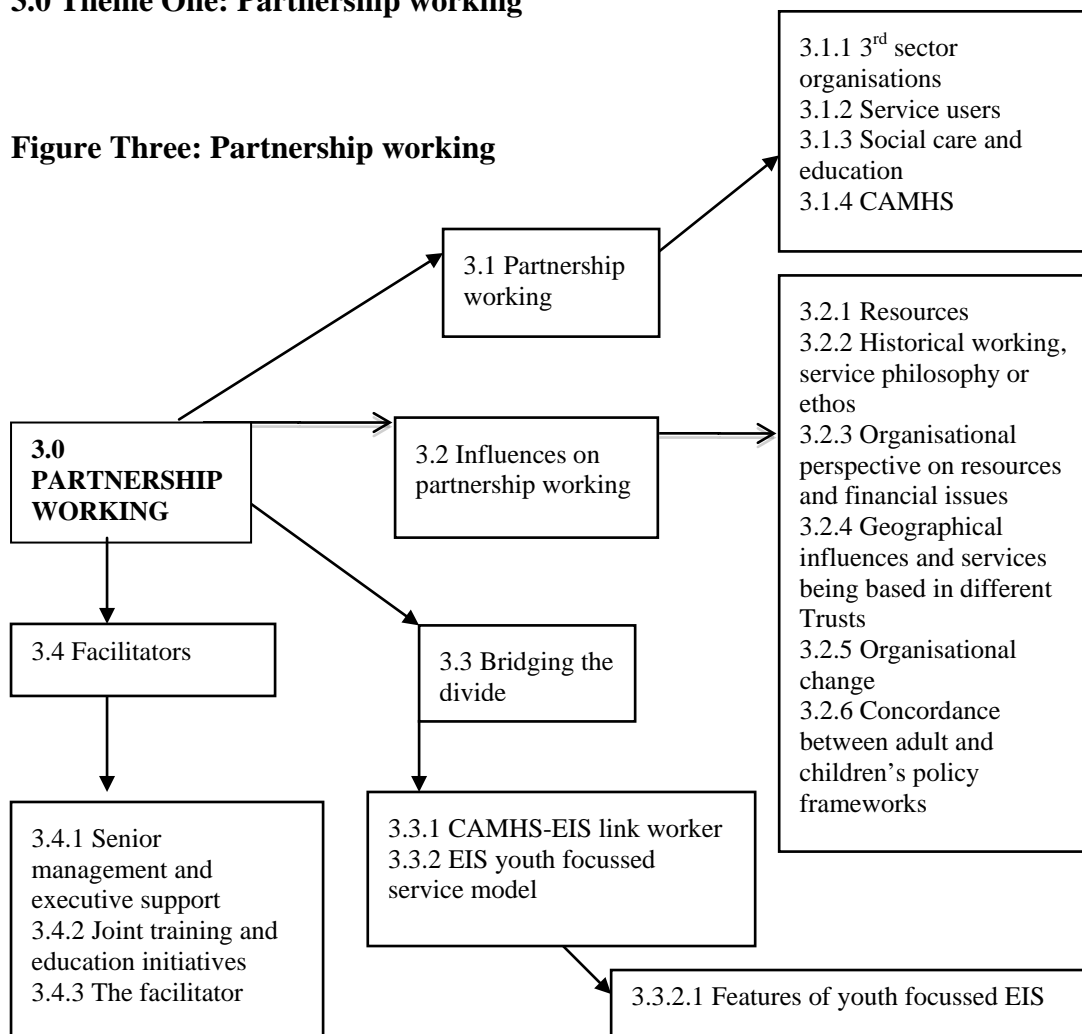 3.0 Theme One: Partnership working
Figure Three: Partnership working
3.1.1 3rd sector
organisations
3.1.2 Service users
3.1.3 Social care and
education
3.1.4 CAMHS
3.1 Partnership
working
3.2.1 Resources
3.2.2 Historical working,
service philosophy or
ethos
3.2.3 Organisational
perspective on resources
and financial issues
3.2.4 Geographical
influences and services
being based in different
Trusts
3.2.5 Organisational
change
3.2.6 Concordance
between adult and
children's policy
frameworks
3.0
PARTNERSHIP
WORKING
3.2 Influences on
partnership working
3.4 Facilitators
3.3 Bridging the
divide
3.4.1 Senior
management and
executive support
3.4.2 Joint training and
education initiatives
3.4.3 The facilitator
3.3.1 CAMHS-EIS link worker
3.3.2 EIS youth focussed
service model
3.3.2.1 Features of youth focussed EIS